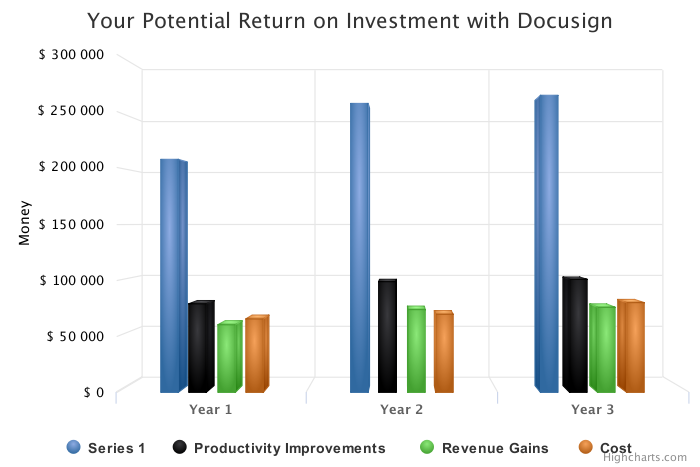 Your Potential Return on Investment with Docusign
$ 300 000
$ 250 000
$ 200 000
$ 150 000
$ 100 000
$ 50 000
$ 0
Money
Year 1 Year 2 Year 3
Series 1 Productivity Improvements Revenue Gains Cost
Highcharts.com